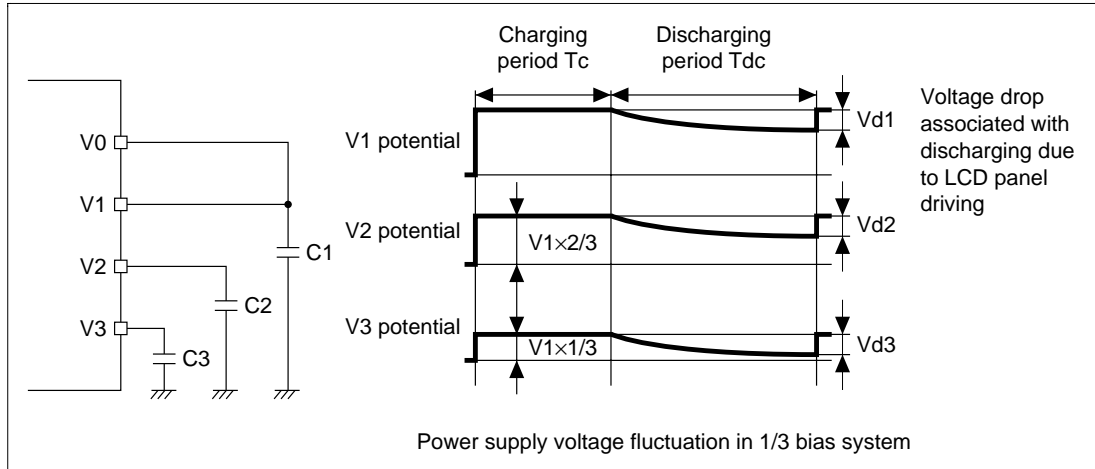 Charging
period Tc
Discharging
period Tdc
V0
V1
V2
V3
C1
C2
C3
V1 potential
Vd1
V2 potential
V1×2/3
Vd2
V3 potential
V1×1/3
Vd3
Voltage drop
associated with
discharging due
to LCD panel
driving
Power supply voltage fluctuation in 1/3 bias system